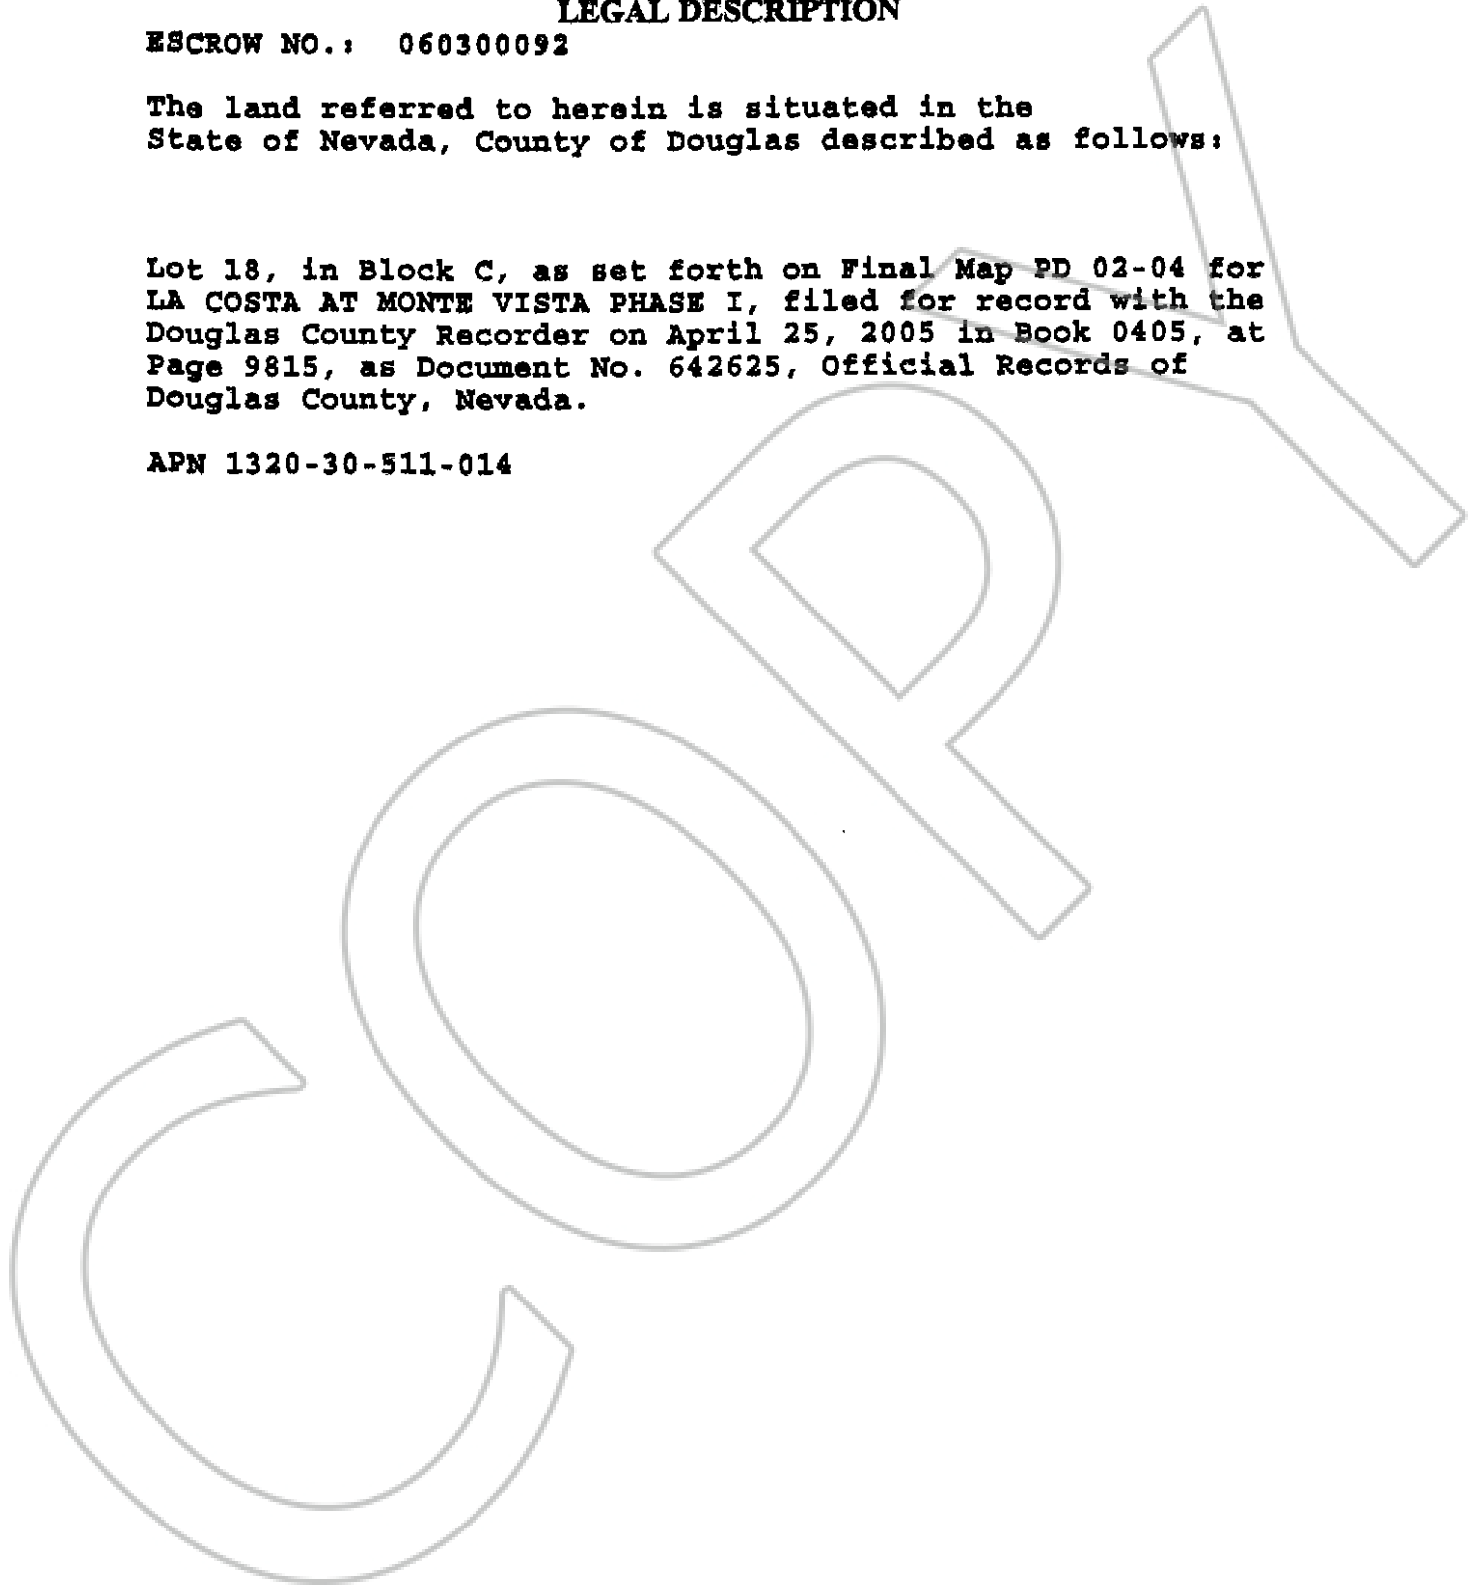 LEGAL DESCRIPTION
ESCROW NO.: 060300092
The land referred to herein is situated in the
State of Nevada, County of Douglas described as follows:
Lot 18, in Block C, as set forth on Final Map PD 02-04 for
LA COSTA AT MONTE VISTA PHASE I, filed for record with the
Douglas County Recorder on April 25, 2005 in Book 0405, at
Page 9815, as Document No. 642625, Official Records of
Douglas County, Nevada.
APN 1320-30-511-014
COPY